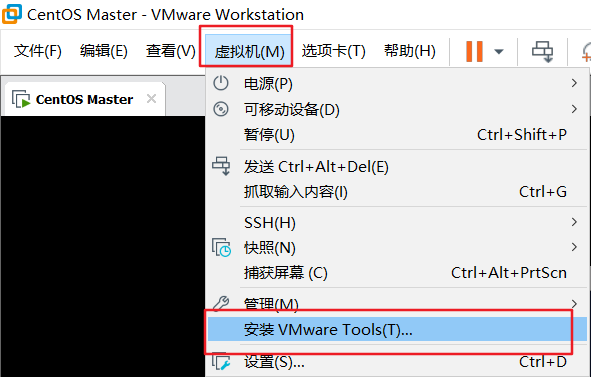 CentOS Master - VMware Workstation
文件(F) 编辑(E) 查看(V) 虚拟机(M) 选项卡(T) 帮助(H)
CentOS Master
电源(P)
可移动设备(D)
暂停(U) Ctrl+Shift+P
发送 Ctrl+Alt+Del(E)
抓取输入内容(I) Ctrl+G
SSH(H)
快照(N)
捕获屏幕 (C) Ctrl+Alt+PrtScn
管理(M)
安装 VMware Tools(T)...
设置(S)... Ctrl+D